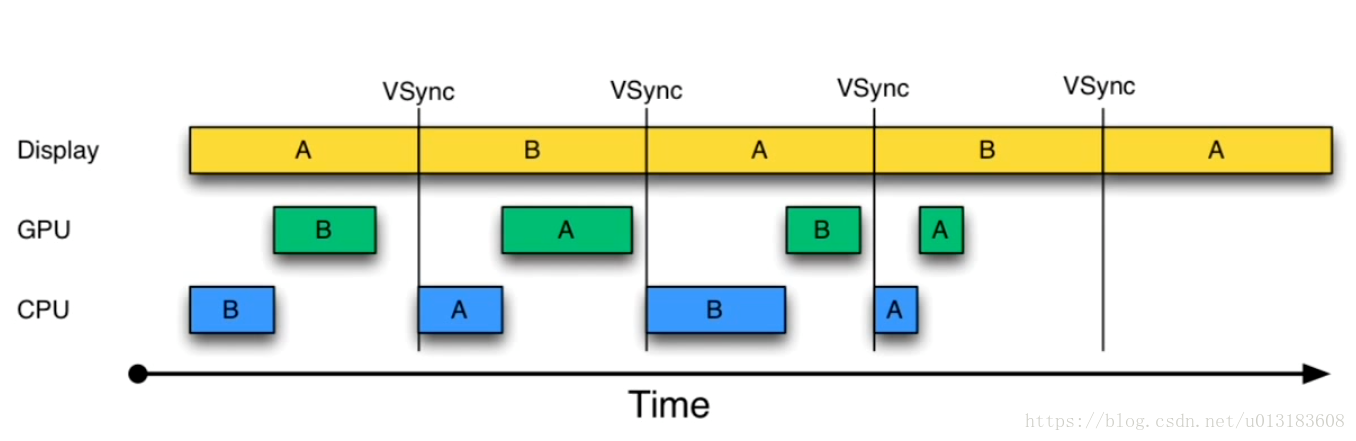 VSync VSync VSync VSync
Display A B A B A
GPU B A B A
CPU B A B A
Time
https://blog.csdn.net/u013183608